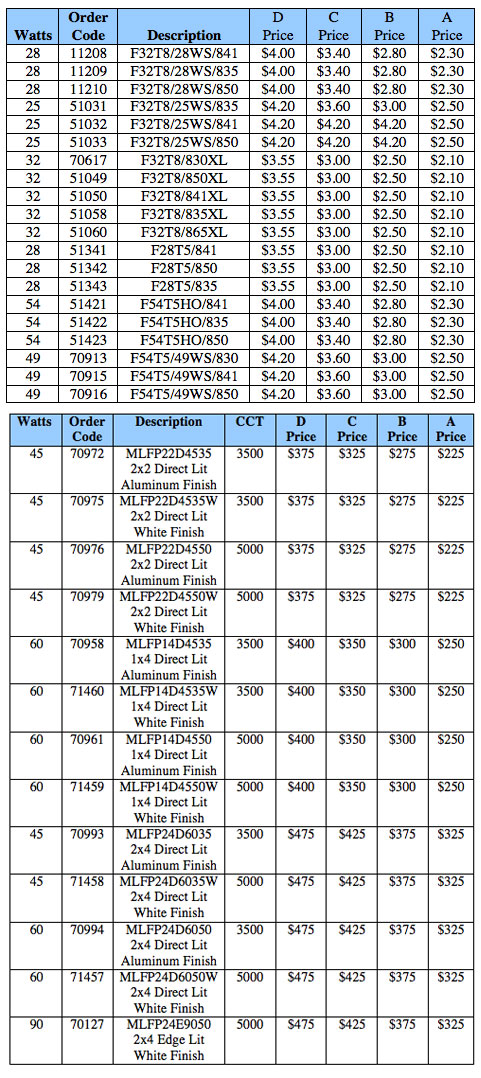 Watts Order Code Description D Price C Price B Price A Price
28 11208 F32T8/28WS/841 $4.00 $3.40 $2.80 $2.30
28 11209 F32T8/28WS/835 $4.00 $3.40 $2.80 $2.30
28 11210 F32T8/28WS/850 $4.00 $3.40 $2.80 $2.30
25 51031 F32T8/25WS/835 $4.20 $3.60 $3.00 $2.50
25 51032 F32T8/25WS/841 $4.20 $4.20 $4.20 $2.50
25 51033 F32T8/25WS/850 $4.20 $4.20 $4.20 $2.50
32 70617 F32T8/830XL $3.55 $3.00 $2.50 $2.10
32 51049 F32T8/850XL $3.55 $3.00 $2.50 $2.10
32 51050 F32T8/841XL $3.55 $3.00 $2.50 $2.10
32 51058 F32T8/835XL $3.55 $3.00 $2.50 $2.10
32 51060 F32T8/865XL $3.55 $3.00 $2.50 $2.10
28 51341 F28T5/841 $3.55 $3.00 $2.50 $2.10
28 51342 F28T5/850 $3.55 $3.00 $2.50 $2.10
28 51343 F28T5/835 $3.55 $3.00 $2.50 $2.10
54 51421 F54T5HO/841 $4.00 $3.40 $2.80 $2.30
54 51422 F54T5HO/835 $4.00 $3.40 $2.80 $2.30
54 51423 F54T5HO/850 $4.00 $3.40 $2.80 $2.30
49 70913 F54T5/49WS/830 $4.20 $3.60 $3.00 $2.50
49 70915 F54T5/49WS/841 $4.20 $3.60 $3.00 $2.50
49 70916 F54T5/49WS/850 $4.20 $3.60 $3.00 $2.50
Watts Order Description CCT D C B A
Code Price Price Price Price
45 70972 MLFP22D4535 3500 $375 $325 $275 $225
2x2 Direct Lit
Aluminum Finish
45 70975 MLFP22D4535W 3500 $375 $325 $275 $225
2x2 Direct Lit
White Finish
45 70976 MLFP22D4550 5000 $375 $325 $275 $225
2x2 Direct Lit
Aluminum Finish
45 70979 MLFP22D4550W 5000 $375 $325 $275 $225
2x2 Direct Lit
White Finish
60 70958 MLFP14D4535 3500 $400 $350 $300 $250
1x4 Direct Lit
Aluminum Finish
60 71460 MLFP14D4535W 3500 $400 $350 $300 $250
1x4 Direct Lit
White Finish
60 70961 MLFP14D4550 5000 $400 $350 $300 $250
1x4 Direct Lit
Aluminum Finish
60 71459 MLFP14D4550W 5000 $400 $350 $300 $250
1x4 Direct Lit
White Finish
45 70993 MLFP24D6035 3500 $475 $425 $375 $325
2x4 Direct Lit
Aluminum Finish
45 71458 MLFP24D6035W 5000 $475 $425 $375 $325
2x4 Direct Lit
White Finish
60 70994 MLFP24D6050 3500 $475 $425 $375 $325
2x4 Direct Lit
Aluminum Finish
60 71457 MLFP24D6050W 5000 $475 $425 $375 $325
2x4 Direct Lit
White Finish
90 70127 MLFP24E9050 5000 $475 $425 $375 $325
2x4 Edge Lit
White Finish